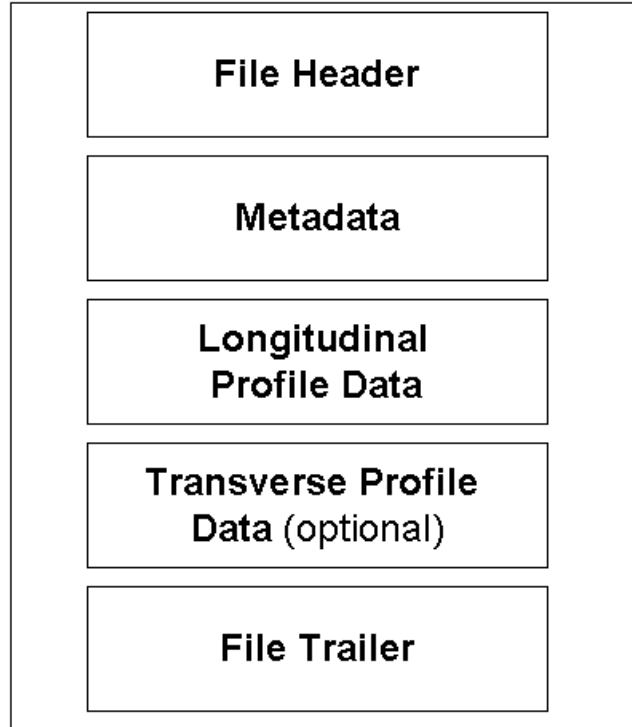 File Header
Metadata
Longitudinal
Profile Data
Transverse Profile
Data (optional)
File Trailer